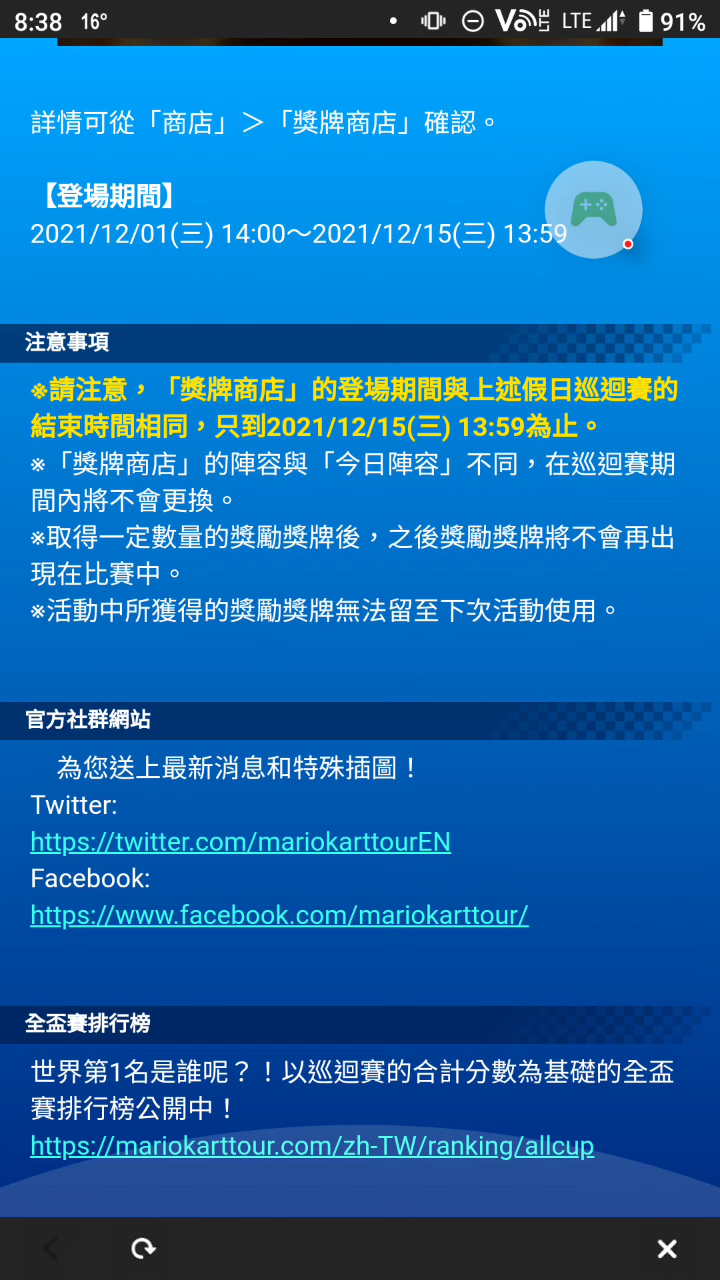 8:38 16° LTE LTE 91%
詳情可從「商店」＞「獎牌商店」確認。
【登場期間】
2021/12/01(三) 14:00～2021/12/15(三) 13:59
注意事項
※請注意，「獎牌商店」的登場期間與上述假日巡迴賽的
結束時間相同，只到2021/12/15(三) 13:59為止。
※「獎牌商店」的陣容與「今日陣容」不同，在巡迴賽期
間內將不會更換。
※取得一定數量的獎勵獎牌後，之後獎勵獎牌將不會再出
現在比賽中。
※活動中所獲得的獎勵獎牌無法留至下次活動使用。
官方社群網站
為您送上最新消息和特殊插圖！
Twitter:
https://twitter.com/mariokarttourEN
Facebook:
https://www.facebook.com/mariokarttour/
全盃賽排行榜
世界第1名是誰呢？！以巡迴賽的合計分數為基礎的全盃
賽排行榜公開中！
https://mariokarttour.com/zh-TW/ranking/allcup